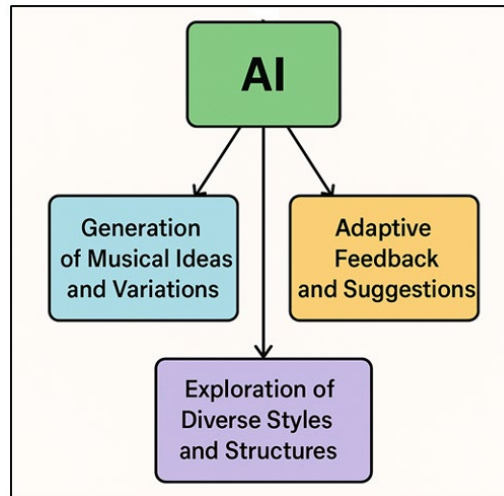 AI
Generation
of Musical Ideas
and Variations
Adaptive
Feedback
and Suggestions
Exploration of
Diverse Styles
and Structures